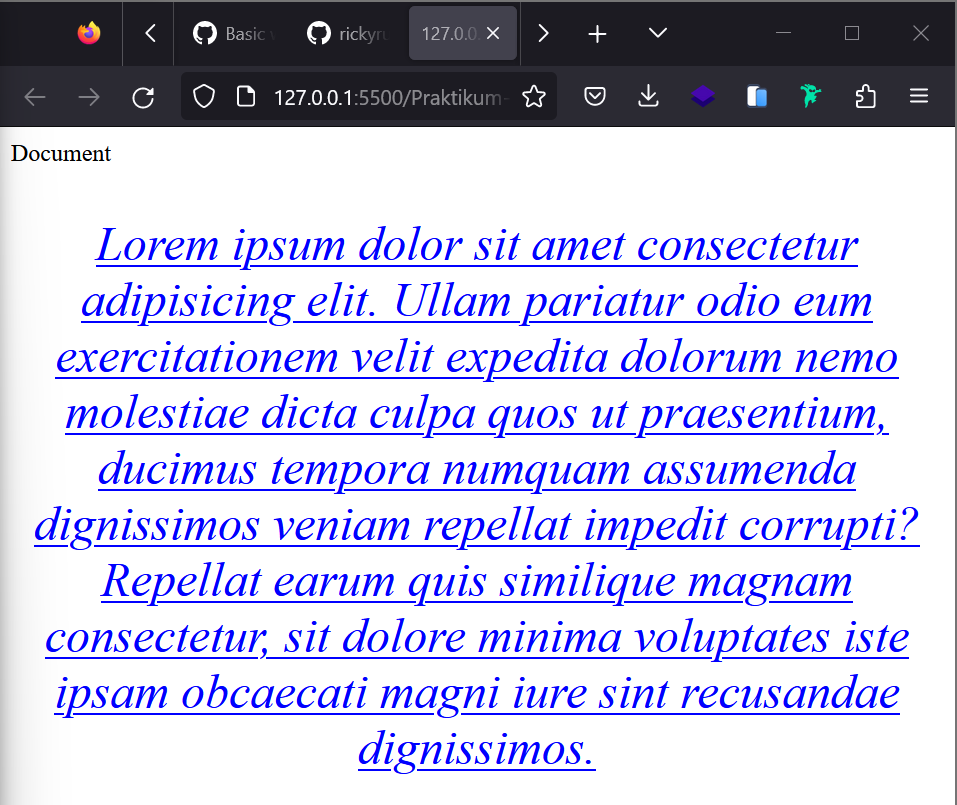 Basic
rickyru
127.0.0.
127.0.0.1:5500/Praktikum-
Document
Lorem ipsum dolor sit amet consectetur
adipisicing elit. Ullam pariatur odio eum
exercitationem velit expedita dolorum nemo
molestiae dicta culpa quos ut praesentium,
ducimus tempora numquam assumenda
dignissimos veniam repellat impedit corrupti?
Repellat earum quis similique magnam
consectetur, sit dolore minima voluptates iste
ipsam obcaecati magni iure sint recusandae
dignissimos.